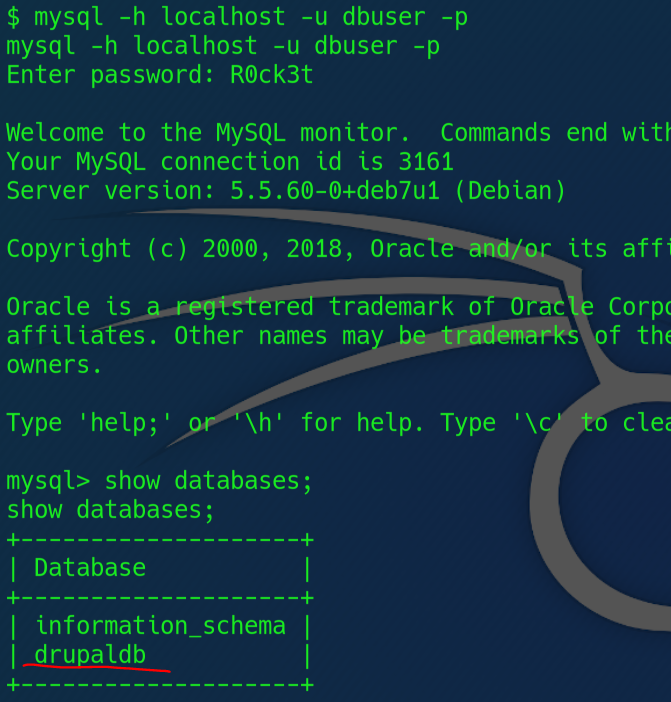 $ mysql -h localhost -u dbuser -p
mysql -h localhost -u dbuser -p
Enter password: R0ck3t
Welcome to the MySQL monitor.  Commands end with
Your MySQL connection id is 3161
Server version: 5.5.60-0+deb7u1 (Debian)
Copyright (c) 2000, 2018, Oracle and/or its affi
Oracle is a registered trademark of Oracle Corpo
affiliates. Other names may be trademarks of the
owners.
Type 'help;' or '\h' for help. Type '\c' to clea
mysql> show databases;
show databases;
+--------------------+
| Database           |
+--------------------+
| information_schema |
| drupaldb           |
+--------------------+